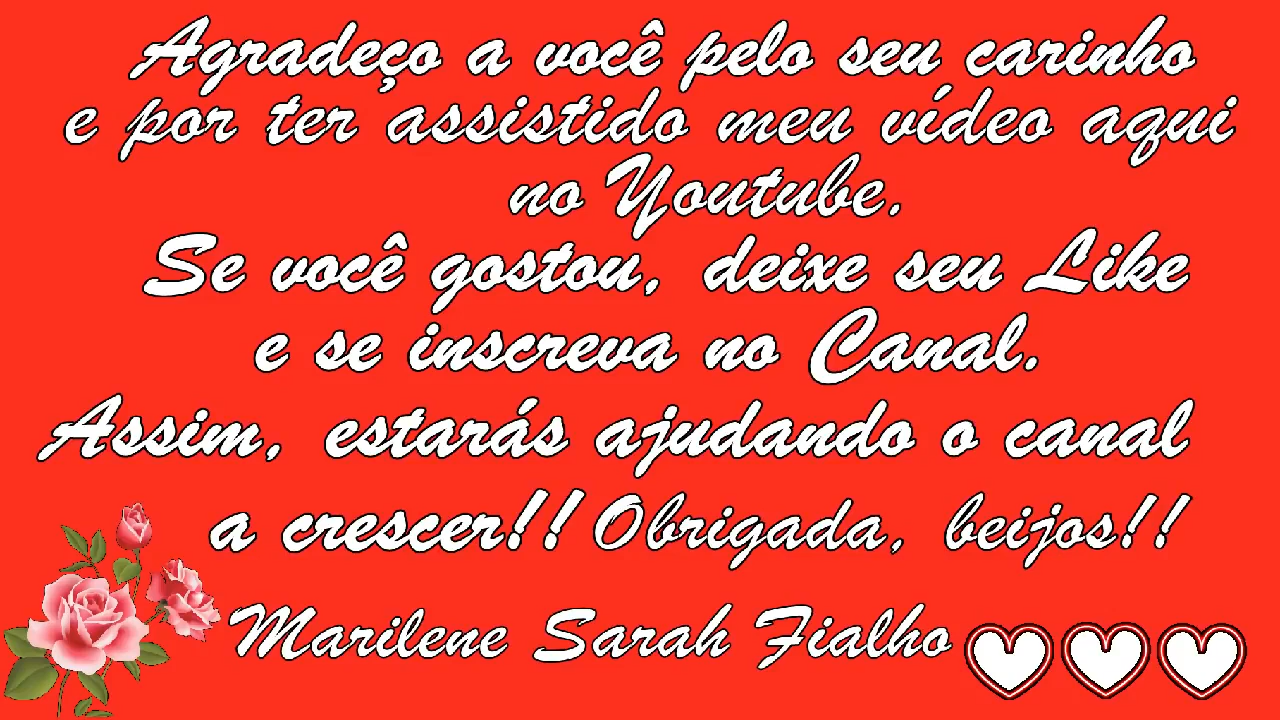 Agradeço a você pelo seu carinho
e por ter assistido meu vídeo aqui
no Youtube.
Se você gostou, deixe seu Like
e se inscreva no Canal.
Assim, estarás ajudando o canal
a crescer!! Obrigada, beijos!!
Marilene Sarah Fialho